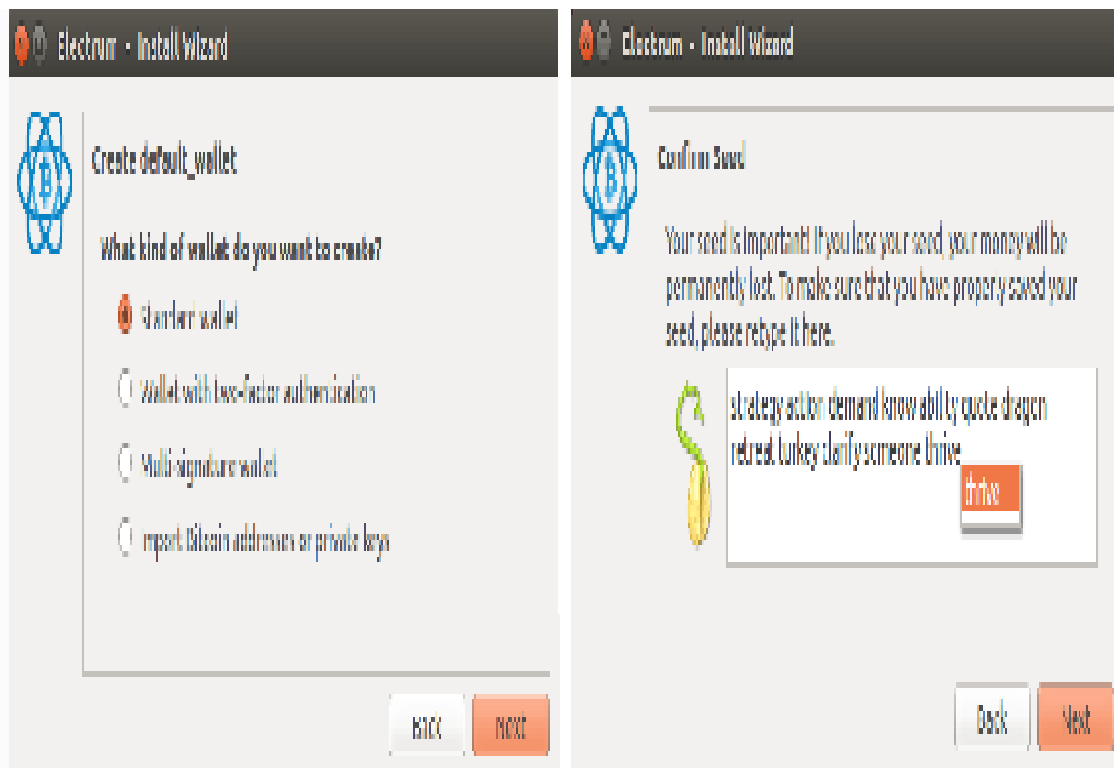 Electrum - Install Wizard
Create default_wallet
What kind of wallet do you want to create?
Standard wallet
Wallet with two-factor authentication
Multi-signature wallet
Import Bitcoin addresses or private keys
Back
Next
Electrum - Install Wizard
Confirm Seed
Your seed is important! If you lose your seed, your money will be
permanently lost. To make sure that you have properly saved your
seed, please retype it here.
strategy action demand know ability quote dragon
retreat turkey clarify someone thrive
thrive
Back
Next